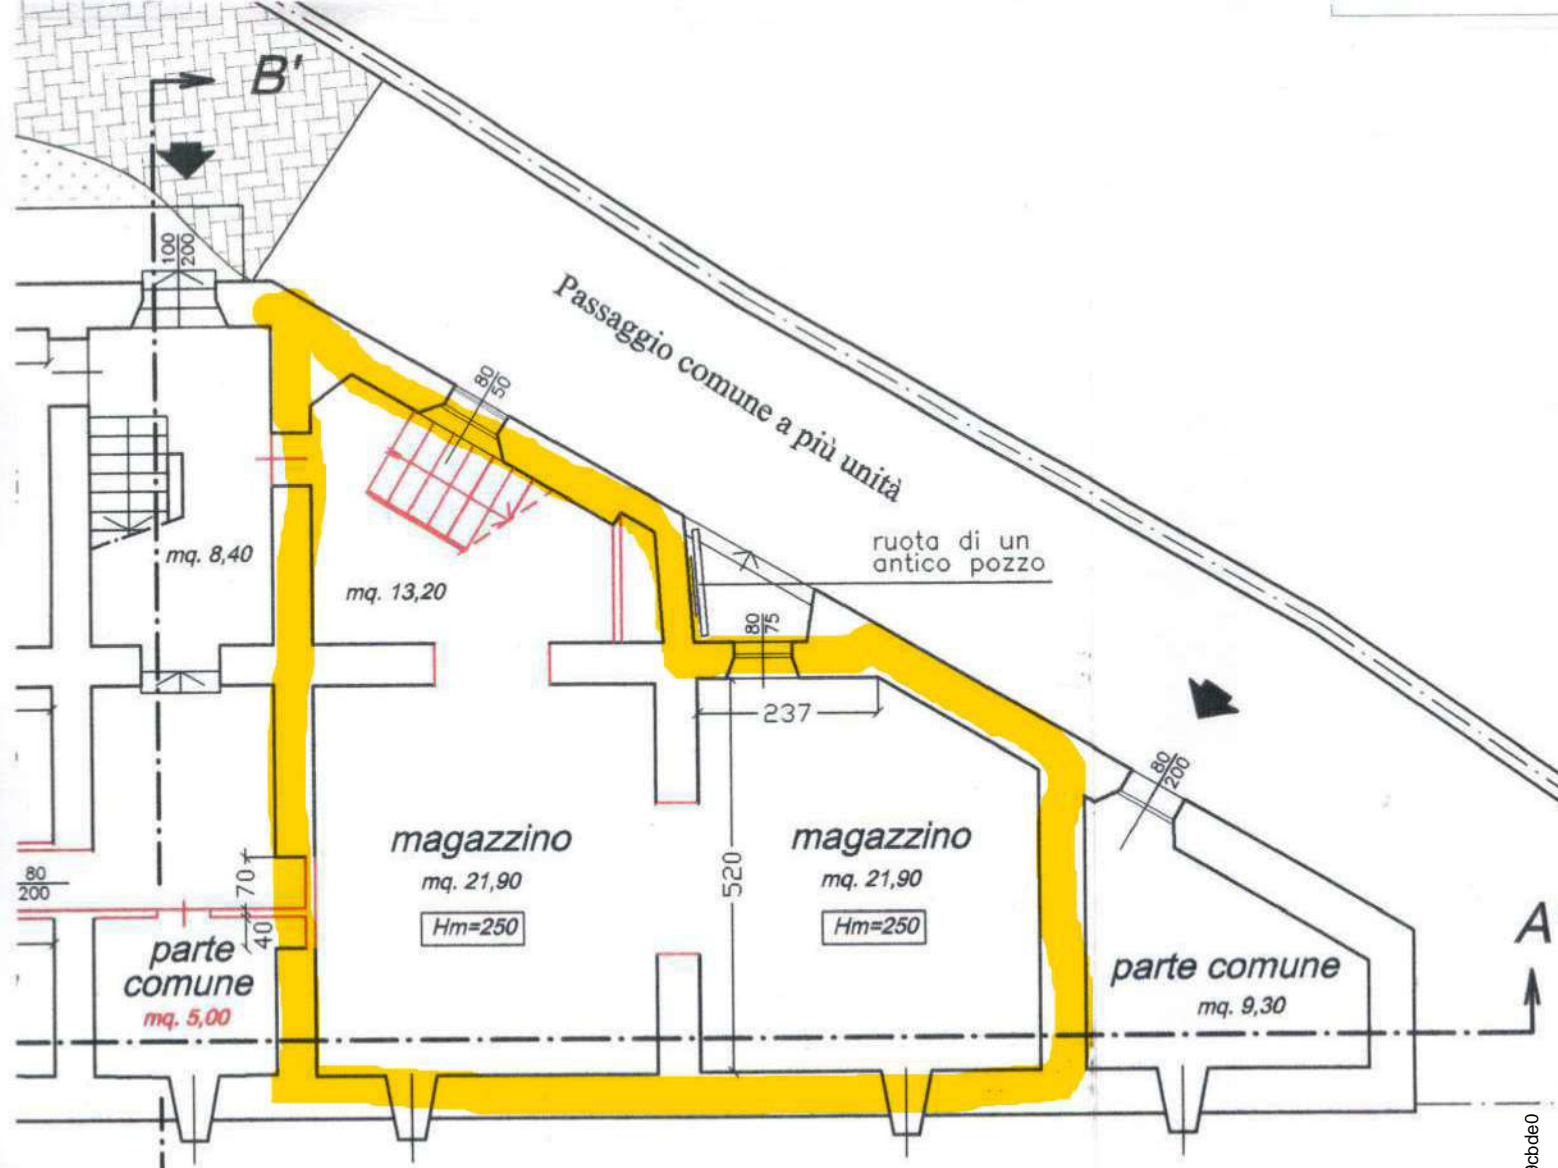 B'
100
200
80
50
Passaggio comune a più unità
ruota di un
antico pozzo
mq. 8,40
mq. 13,20
80
75
237
80
200
magazzino
mq. 21,90
Hm=250
520
magazzino
mq. 21,90
Hm=250
80
200
70
40
parte
comune
mq. 5,00
parte comune
mq. 9,30
A
9cbde0